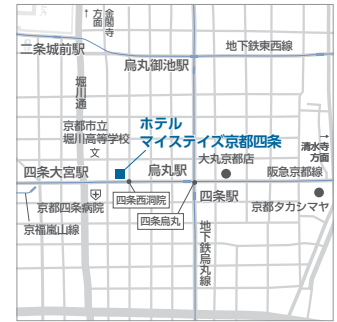 ↑金閣寺
方面
二条城前駅
地下鉄東西線
烏丸御池駅
堀川通
ホテル
マイステイズ京都四条
京都市立
堀川高等学校
文
→
清水寺
方面
大丸京都店
四条大宮駅
烏丸駅
阪急京都線
京都四条病院
四条西洞院
四条駅
京都タカシマヤ
四条烏丸
京福嵐山線
地下鉄烏丸線